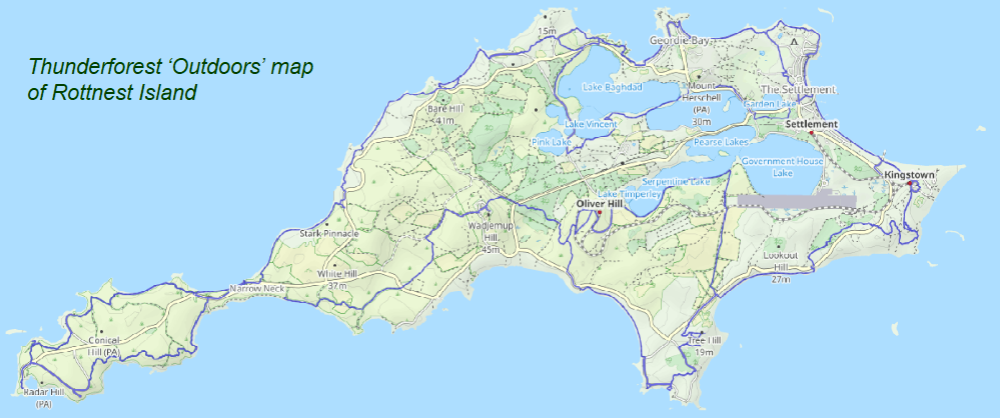 Thunderforest ‘Outdoors’ map
of Rottnest Island
15m
Geordie Bay
Lake Baghdad
Mount
Herschell
(PA)
30m
The Settlement
Garden Lake
Bare Hill
41m
Lake Vincent
Pink Lake
Settlement
Pearse Lakes
Government House
Lake
Serpentine Lake
Kingstown
Lake Timperley
Oliver Hill
Wadjemup
Hill
45m
Stark Pinnacle
White Hill
37m
Lookout
Hill
27m
Narrow Neck
Conical
Hill (PA)
Tree Hill
19m
Radar Hill
(PA)